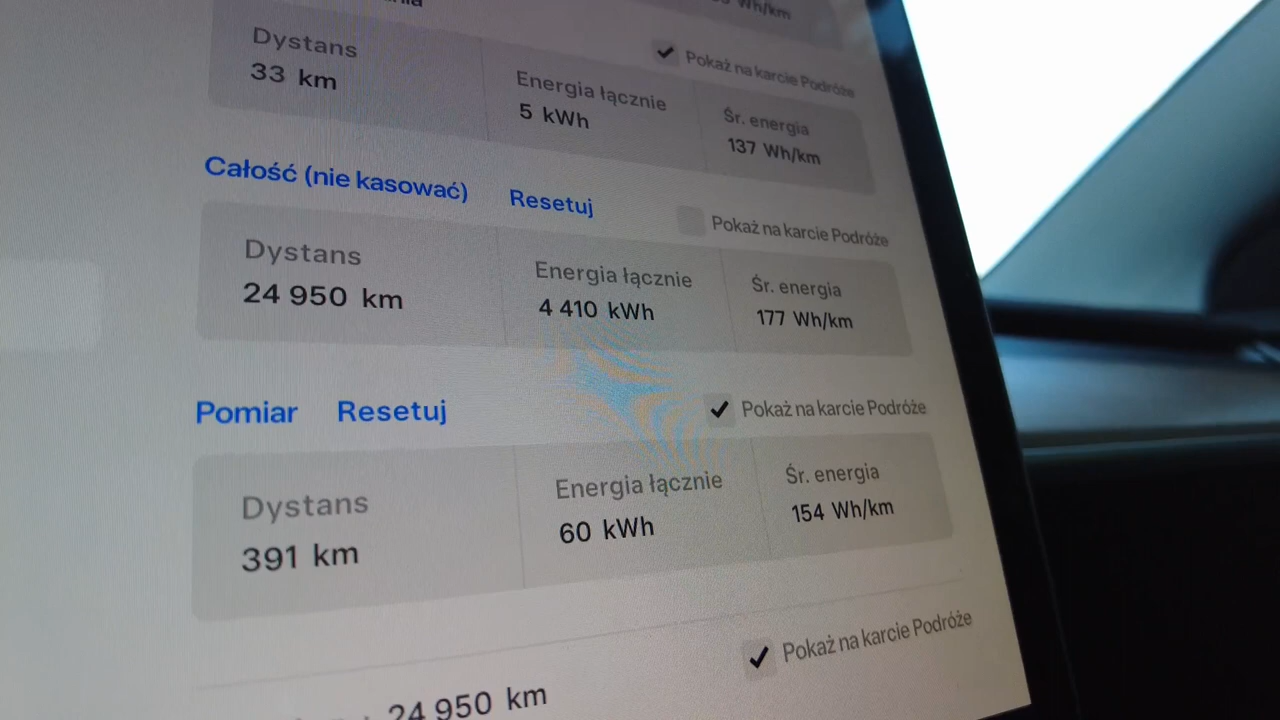 Wh/km
Pokaż na karcie Podróże
Dystans
Energia łącznie
Śr. energia
33 km
5 kWh
137 Wh/km
Całość (nie kasować)
Resetuj
Pokaż na karcie Podróże
Dystans
Energia łącznie
Śr. energia
24 950 km
4 410 kWh
177 Wh/km
Pomiar
Resetuj
Pokaż na karcie Podróże
Dystans
Energia łącznie
Śr. energia
391 km
60 kWh
154 Wh/km
Pokaż na karcie Podróże
24 950 km